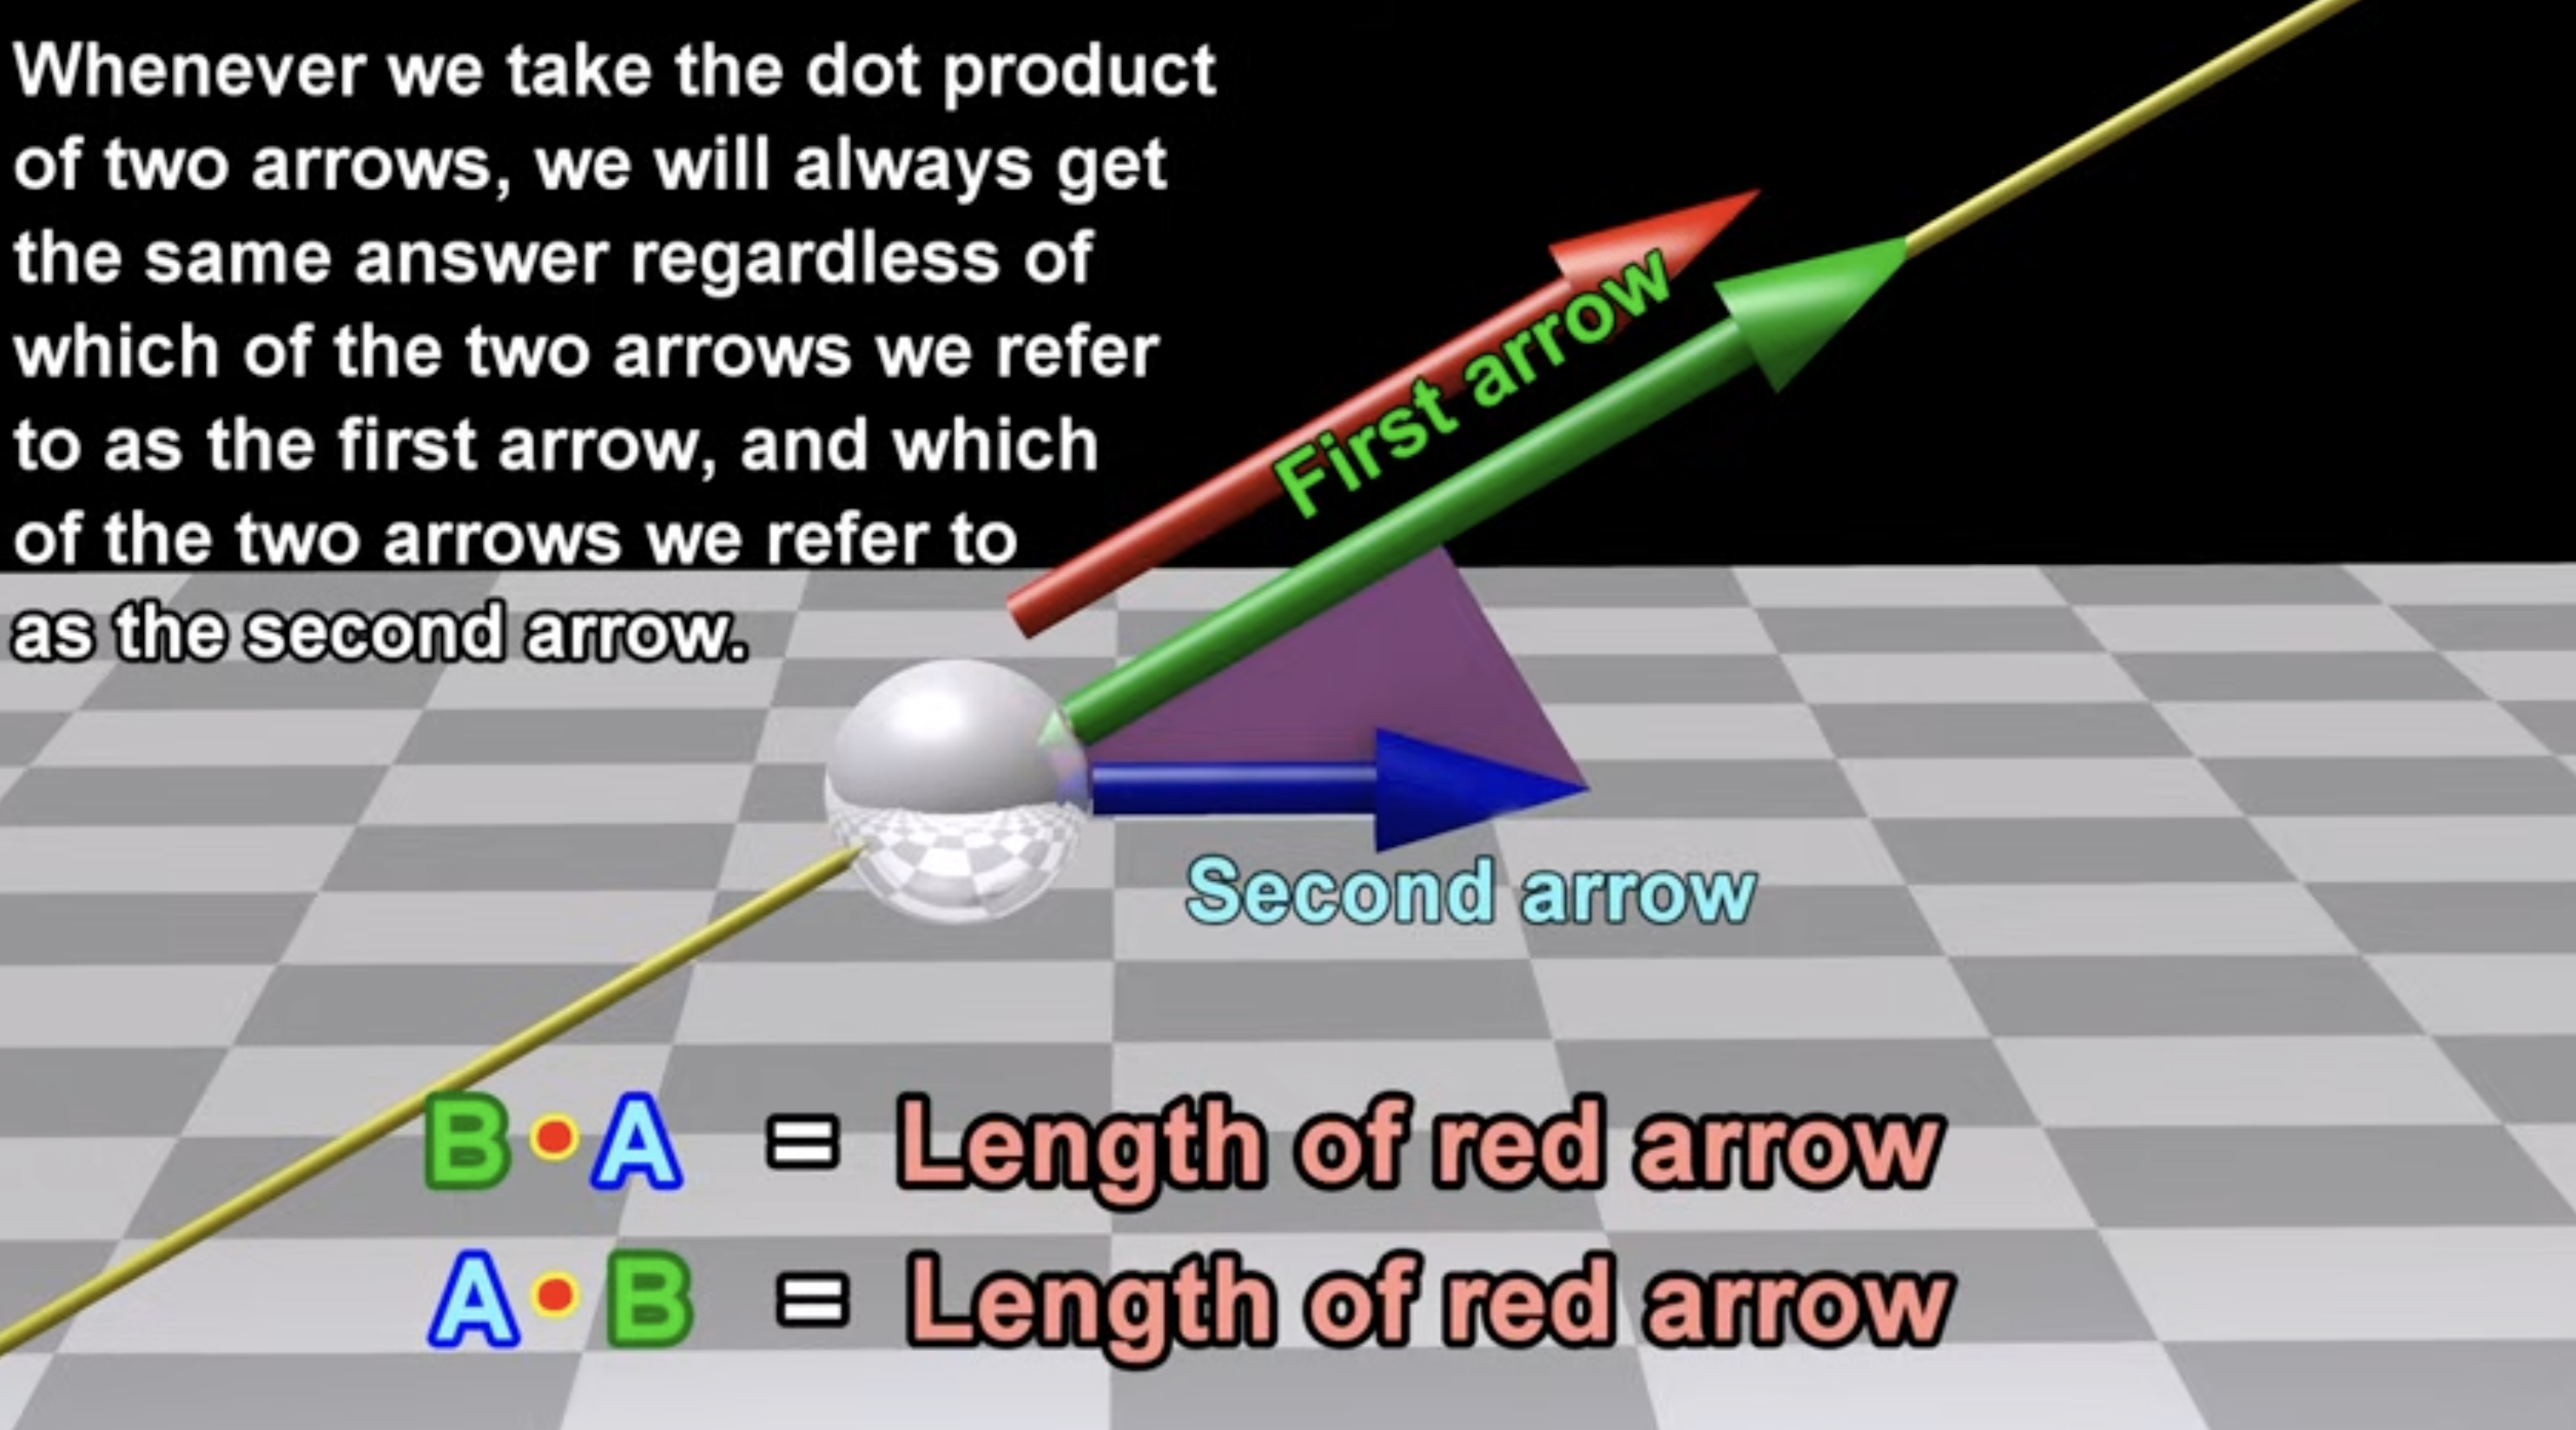 Whenever we take the dot product
of two arrows, we will always get
the same answer regardless of
which of the two arrows we refer
to as the first arrow, and which
of the two arrows we refer to
as the second arrow.
First arrow
Second arrow
B • A = Length of red arrow
A • B = Length of red arrow